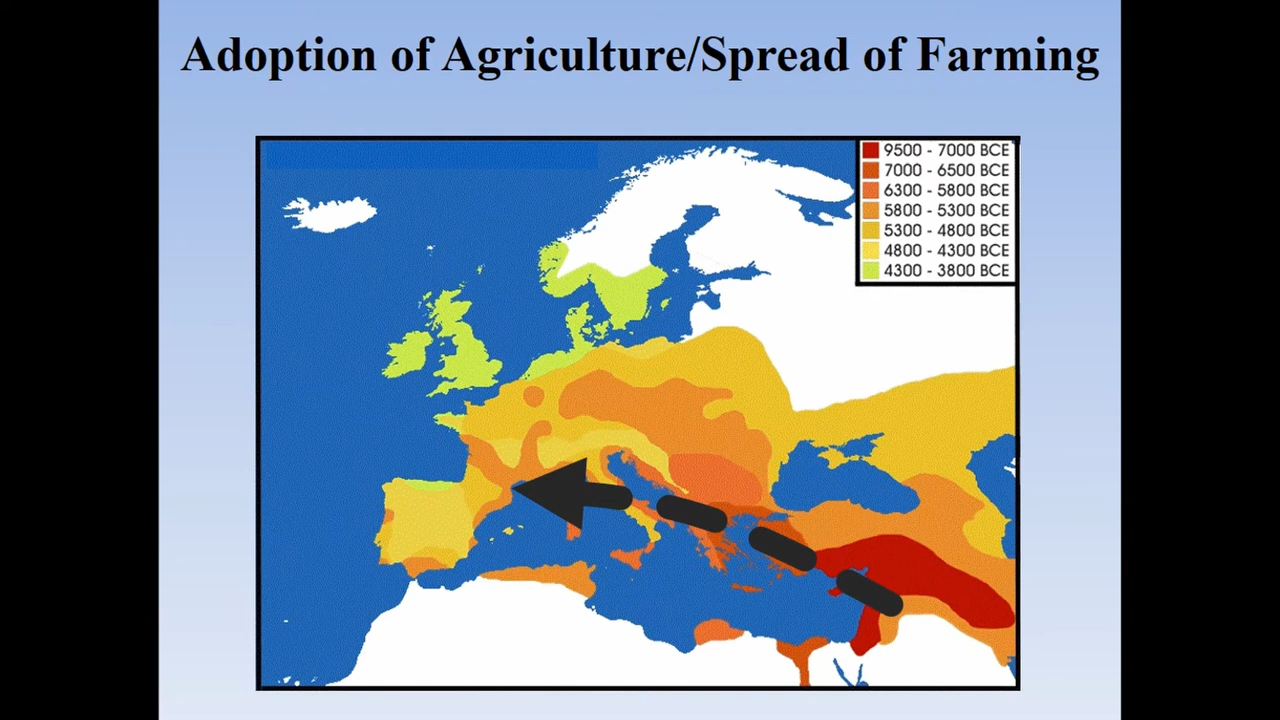 Adoption of Agriculture/Spread of Farming
9500 - 7000 BCE
7000 - 6500 BCE
6300 - 5800 BCE
5800 - 5300 BCE
5300 - 4800 BCE
4800 - 4300 BCE
4300 - 3800 BCE